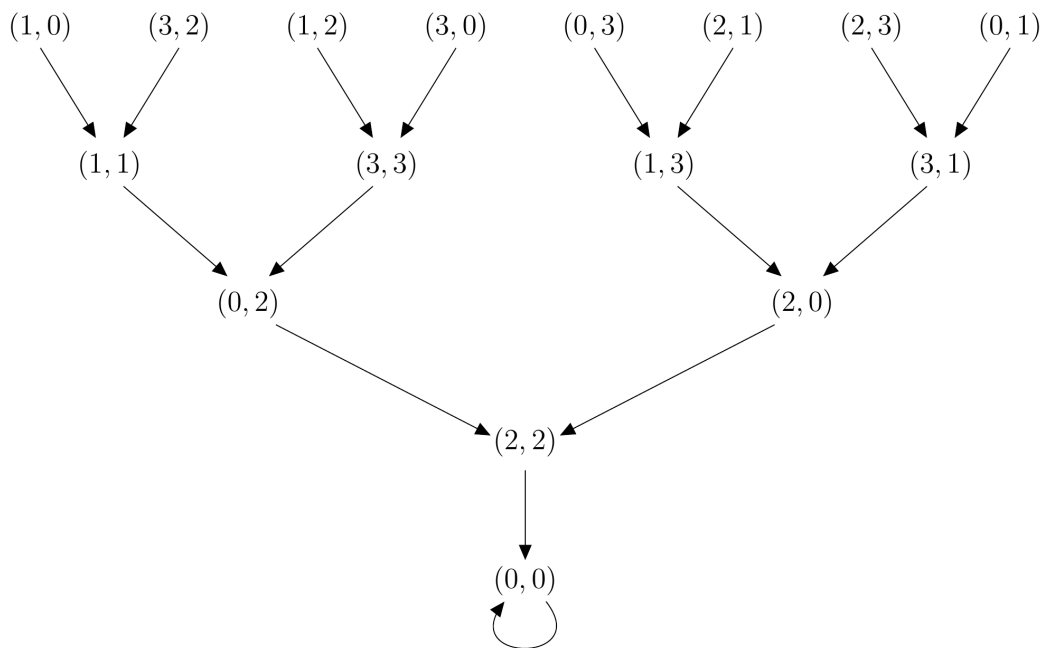 (1, 0) (3, 2) (1, 2) (3, 0) (0, 3) (2, 1) (2, 3) (0, 1)
(1, 1) (3, 3) (1, 3) (3, 1)
(0, 2) (2, 0)
(2, 2)
(0, 0)